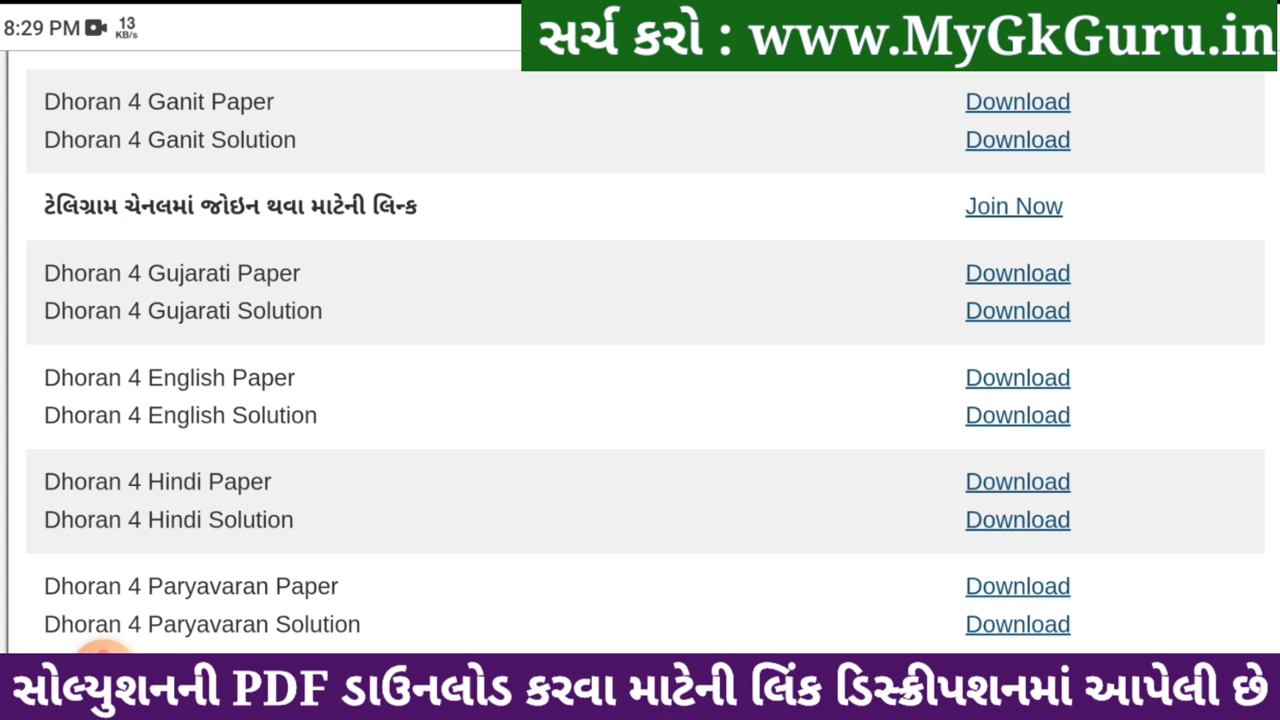 8:29 PM 13 KB/s
સર્ચ કરો : www.MyGkGuru.in
Dhoran 4 Ganit Paper Download
Dhoran 4 Ganit Solution Download
ટેલિગ્રામ ચેનલમાં જોઇન થવા માટેની લિન્ક Join Now
Dhoran 4 Gujarati Paper Download
Dhoran 4 Gujarati Solution Download
Dhoran 4 English Paper Download
Dhoran 4 English Solution Download
Dhoran 4 Hindi Paper Download
Dhoran 4 Hindi Solution Download
Dhoran 4 Paryavaran Paper Download
Dhoran 4 Paryavaran Solution Download
સોલ્યુશનની PDF ડાઉનલોડ કરવા માટેની લિંક ડિસ્ક્રીપશનમાં આપેલી છે